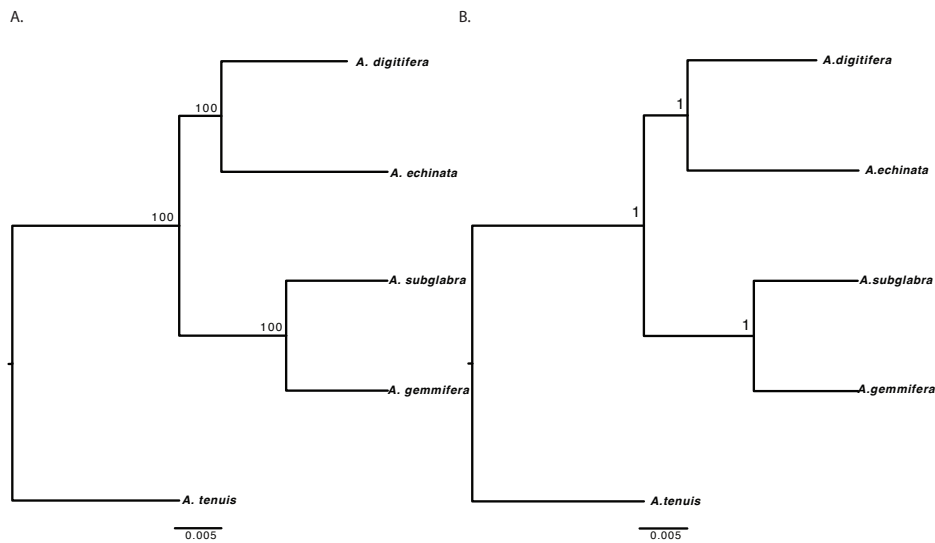 A.
A. digitifera
100
A. echinata
100
A. subglabra
100
A. gemmifera
A. tenuis
0.005
B.
A.digitifera
1
A.echinata
1
A.subglabra
1
A.gemmifera
A.tenuis
0.005